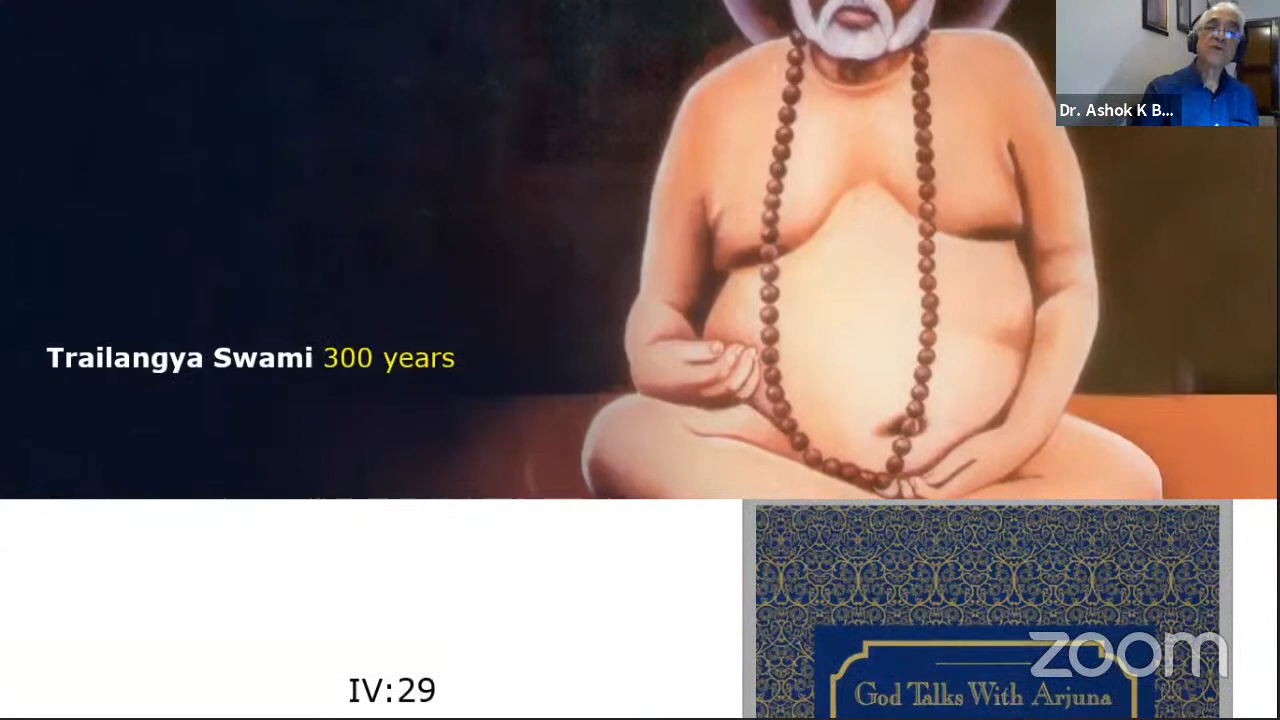 Dr. Ashok K B...
Trailangya Swami 300 years
zoom
God Talks With Arjuna
IV:29